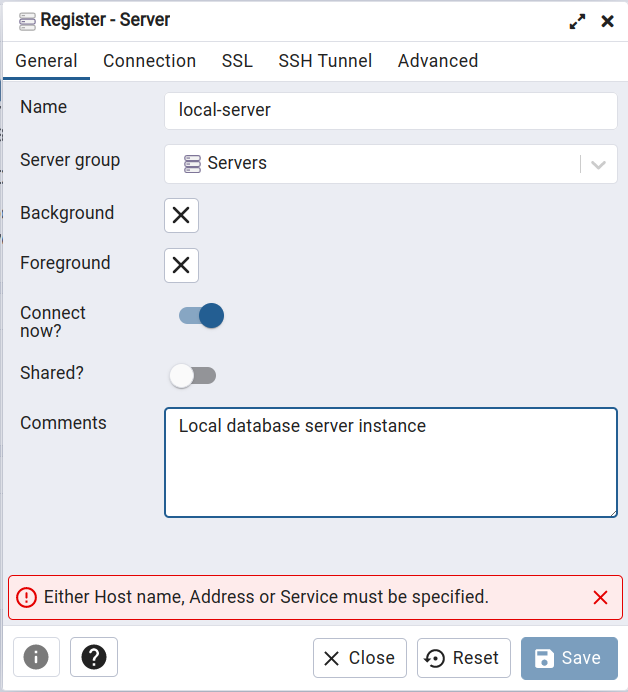 Register - Server
General Connection SSL SSH Tunnel Advanced
Name local-server
Server group Servers
Background
Foreground
Connect
now?
Shared?
Comments Local database server instance
Either Host name, Address or Service must be specified.
Close Reset Save